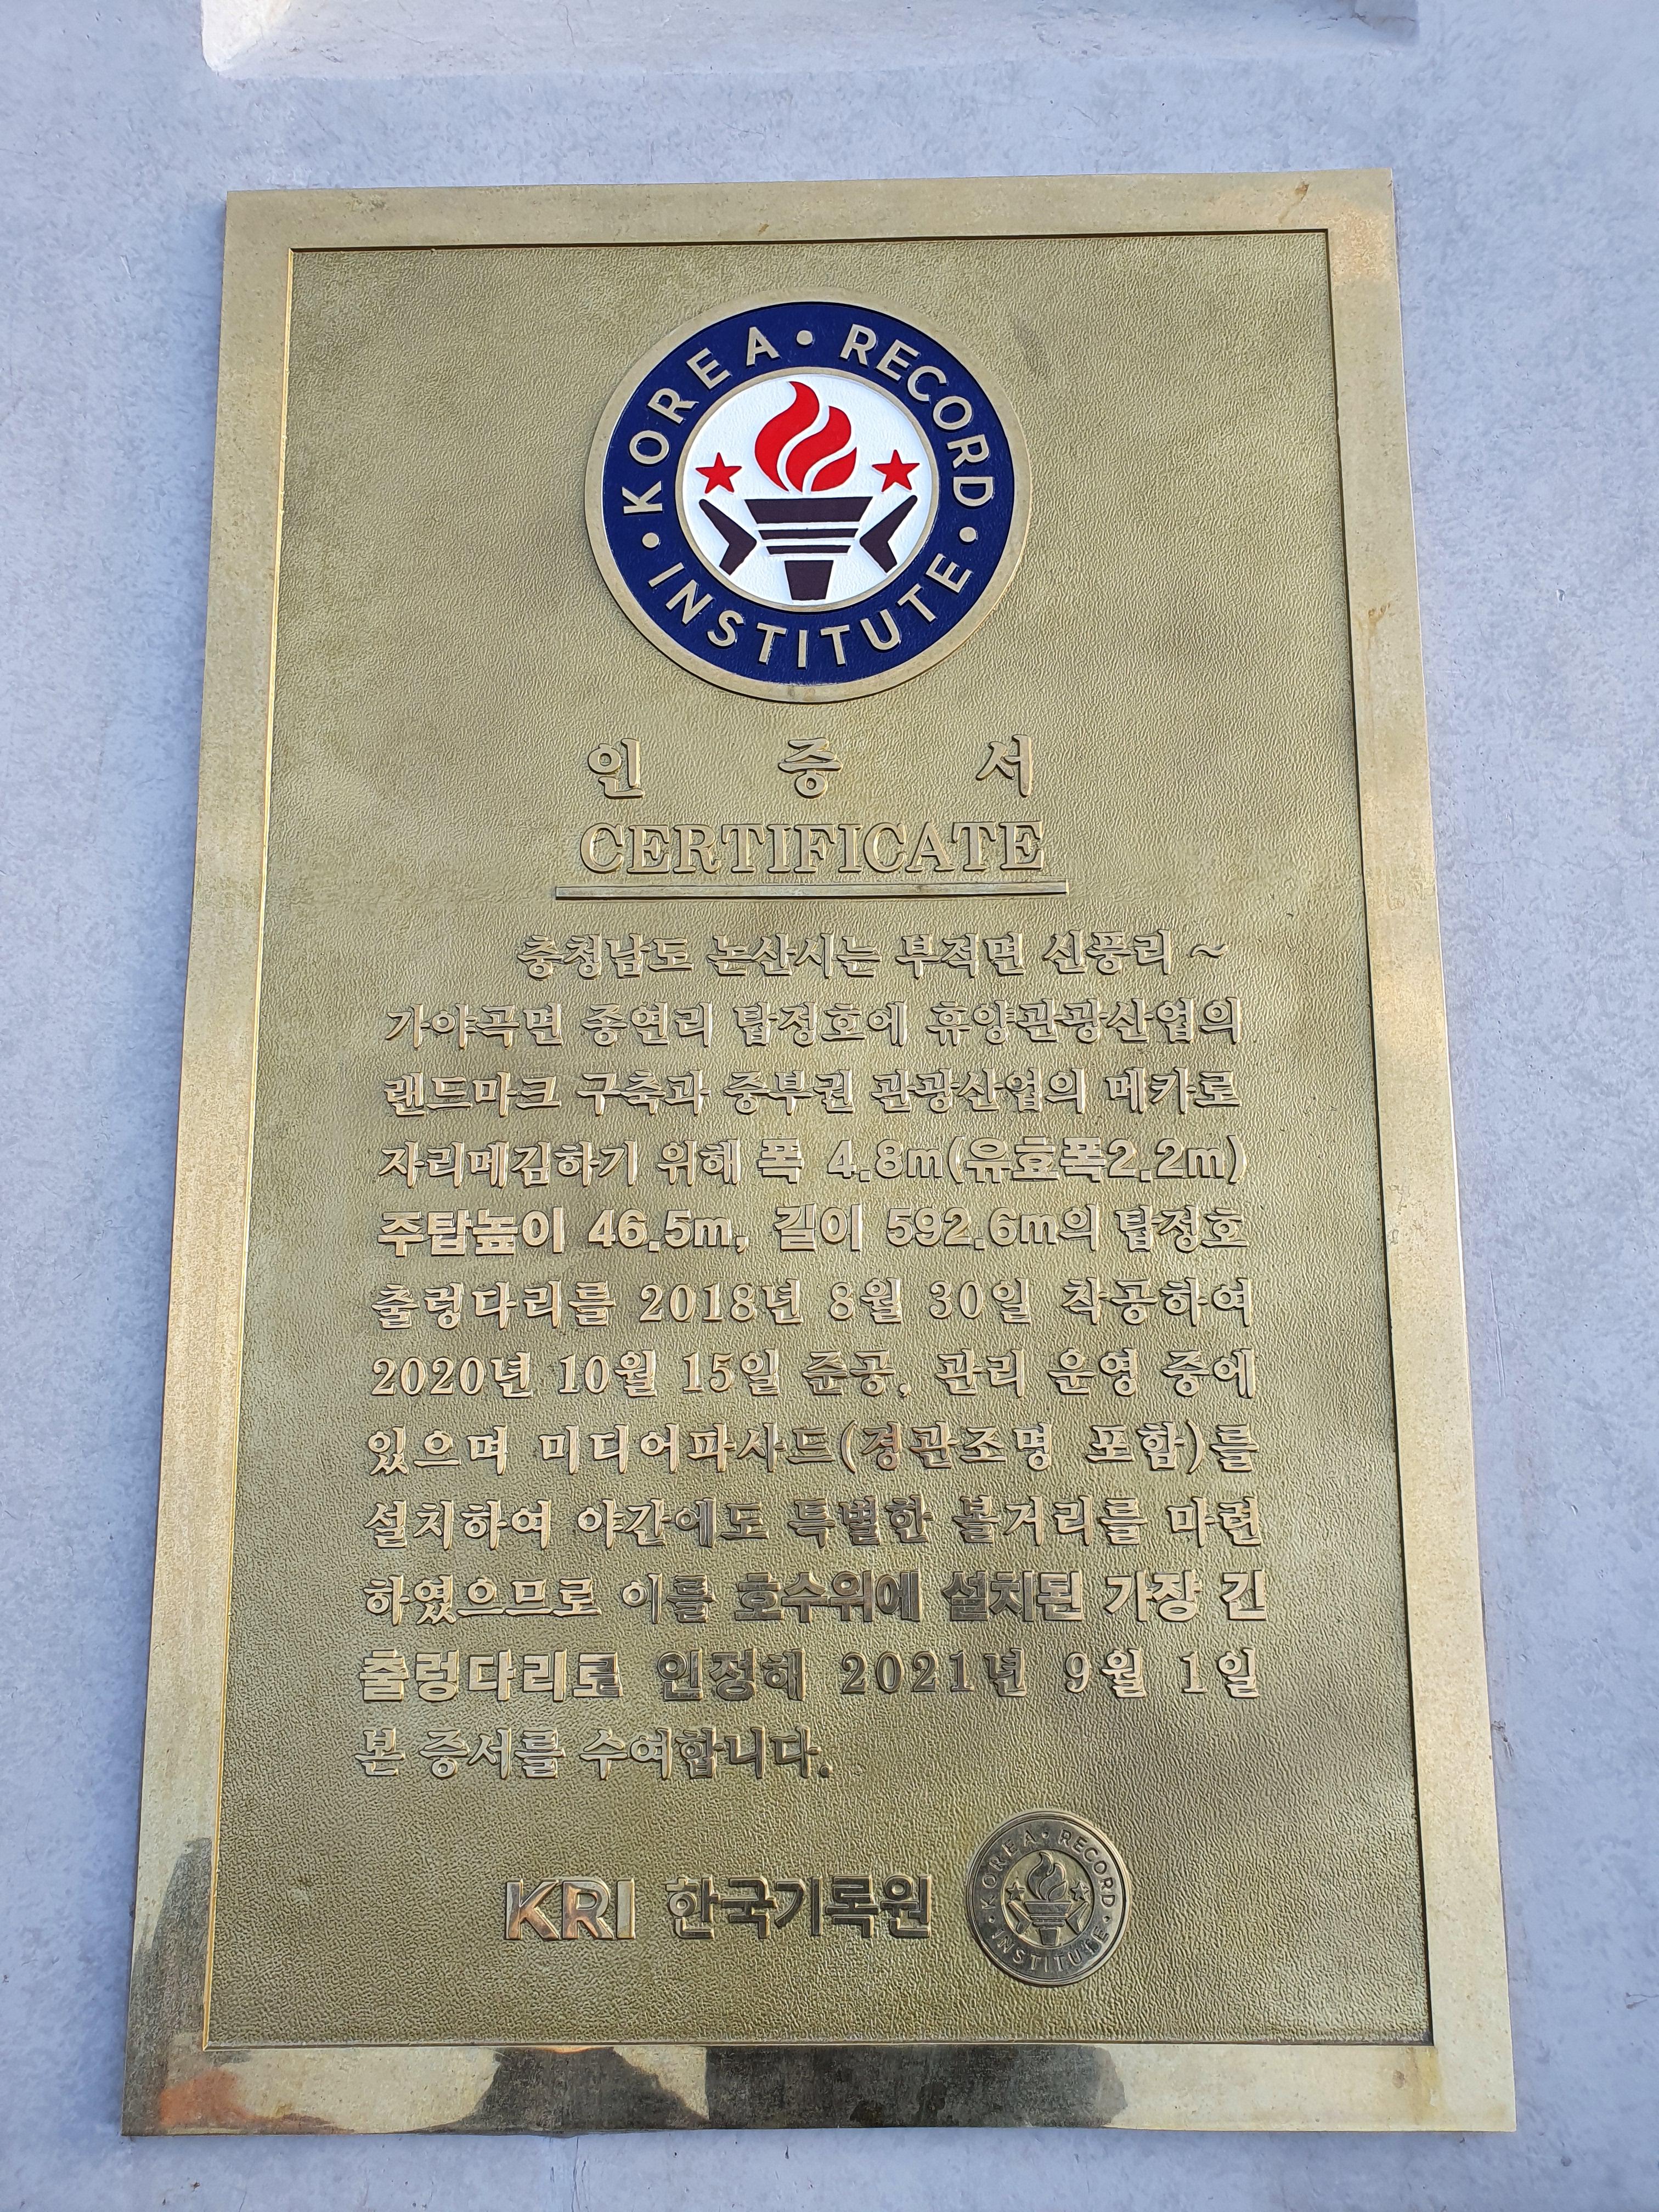 KOREA · RECORD · INSTITUTE ·
인 증 서
CERTIFICATE
충청남도 논산시는 부적면 신풍리 ~
가야곡면 종연리 탑정호에 휴양관광산업의
랜드마크 구축과 중부권 관광산업의 메카로
자리메김하기 위해 폭 4.8m(유효폭2.2m)
주탑높이 46.5m, 길이 592.6m의 탑정호
출렁다리를 2018년 8월 30일 착공하여
2020년 10월 15일 준공, 관리 운영 중에
있으며 미디어파사드(경관조명 포함)를
설치하여 야간에도 특별한 볼거리를 마련
하였으므로 이를 호수위에 설치된 가장 긴
출렁다리로 인정해 2021년 9월 1일
본 증서를 수여합니다.
KRI 한국기록원
KOREA · RECORD · INSTITUTE ·